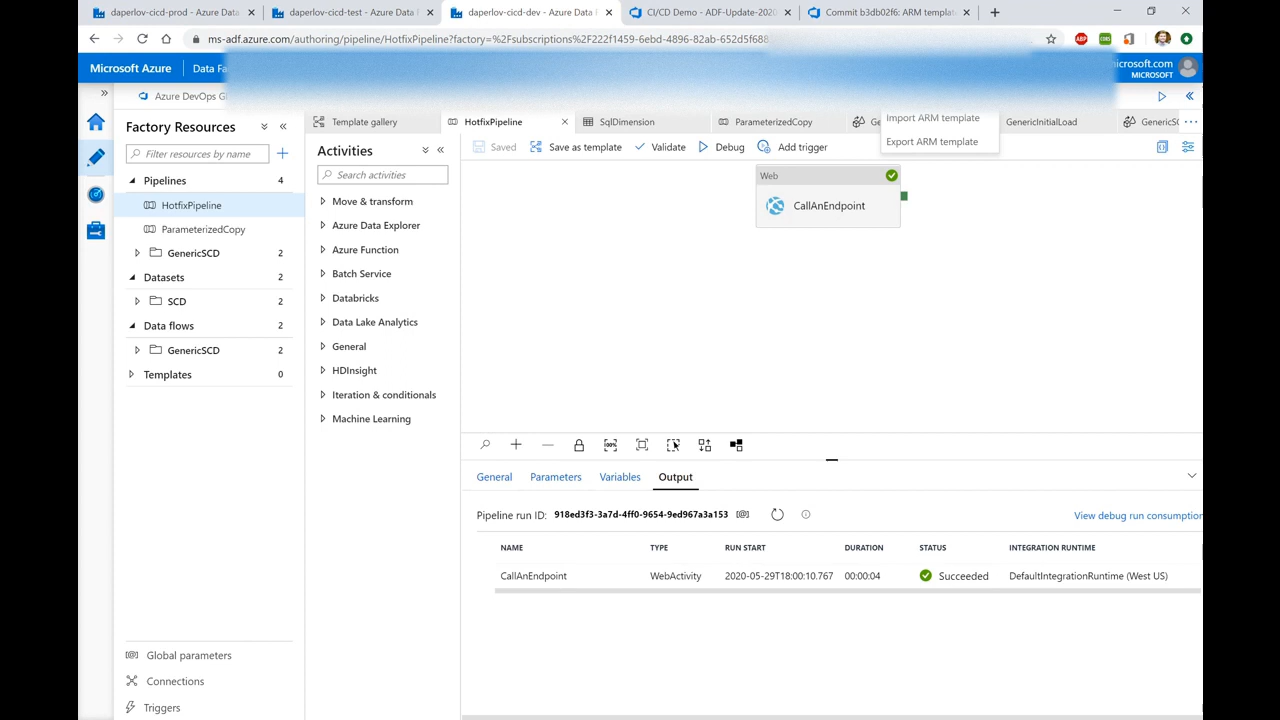 daperlov-cicd-prod - Azure Data
daperlov-cicd-test - Azure Data
daperlov-cicd-dev - Azure Data F
CI/CD Demo - ADF-Update-2020
Commit b3db02f6: ARM templat
ms-adf.azure.com/authoring/pipeline/HotfixPipeline?factory=%2Fsubscriptions%2F222f1459-6ebd-4896-82ab-652d5f688
Microsoft Azure
Data Fa
icrosoft.com
MICROSOFT
Azure DevOps Gi
Factory Resources
Template gallery
HotfixPipeline
SqlDimension
ParameterizedCopy
Ge
Import ARM template
GenericInitialLoad
GenericSC
Export ARM template
Filter resources by name
Activities
Saved
Save as template
Validate
Debug
Add trigger
Search activities
Pipelines 4
HotfixPipeline
ParameterizedCopy
GenericSCD 2
Datasets 2
SCD 2
Data flows 2
GenericSCD 2
Templates 0
Move & transform
Azure Data Explorer
Azure Function
Batch Service
Databricks
Data Lake Analytics
General
HDInsight
Iteration & conditionals
Machine Learning
Web
CallAnEndpoint
100%
General
Parameters
Variables
Output
Pipeline run ID: 918ed3f3-3a7d-4ff0-9654-9ed967a3a153
View debug run consumption
NAME TYPE RUN START DURATION STATUS INTEGRATION RUNTIME
CallAnEndpoint WebActivity 2020-05-29T18:00:10.767 00:00:04 Succeeded DefaultIntegrationRuntime (West US)
Global parameters
Connections
Triggers